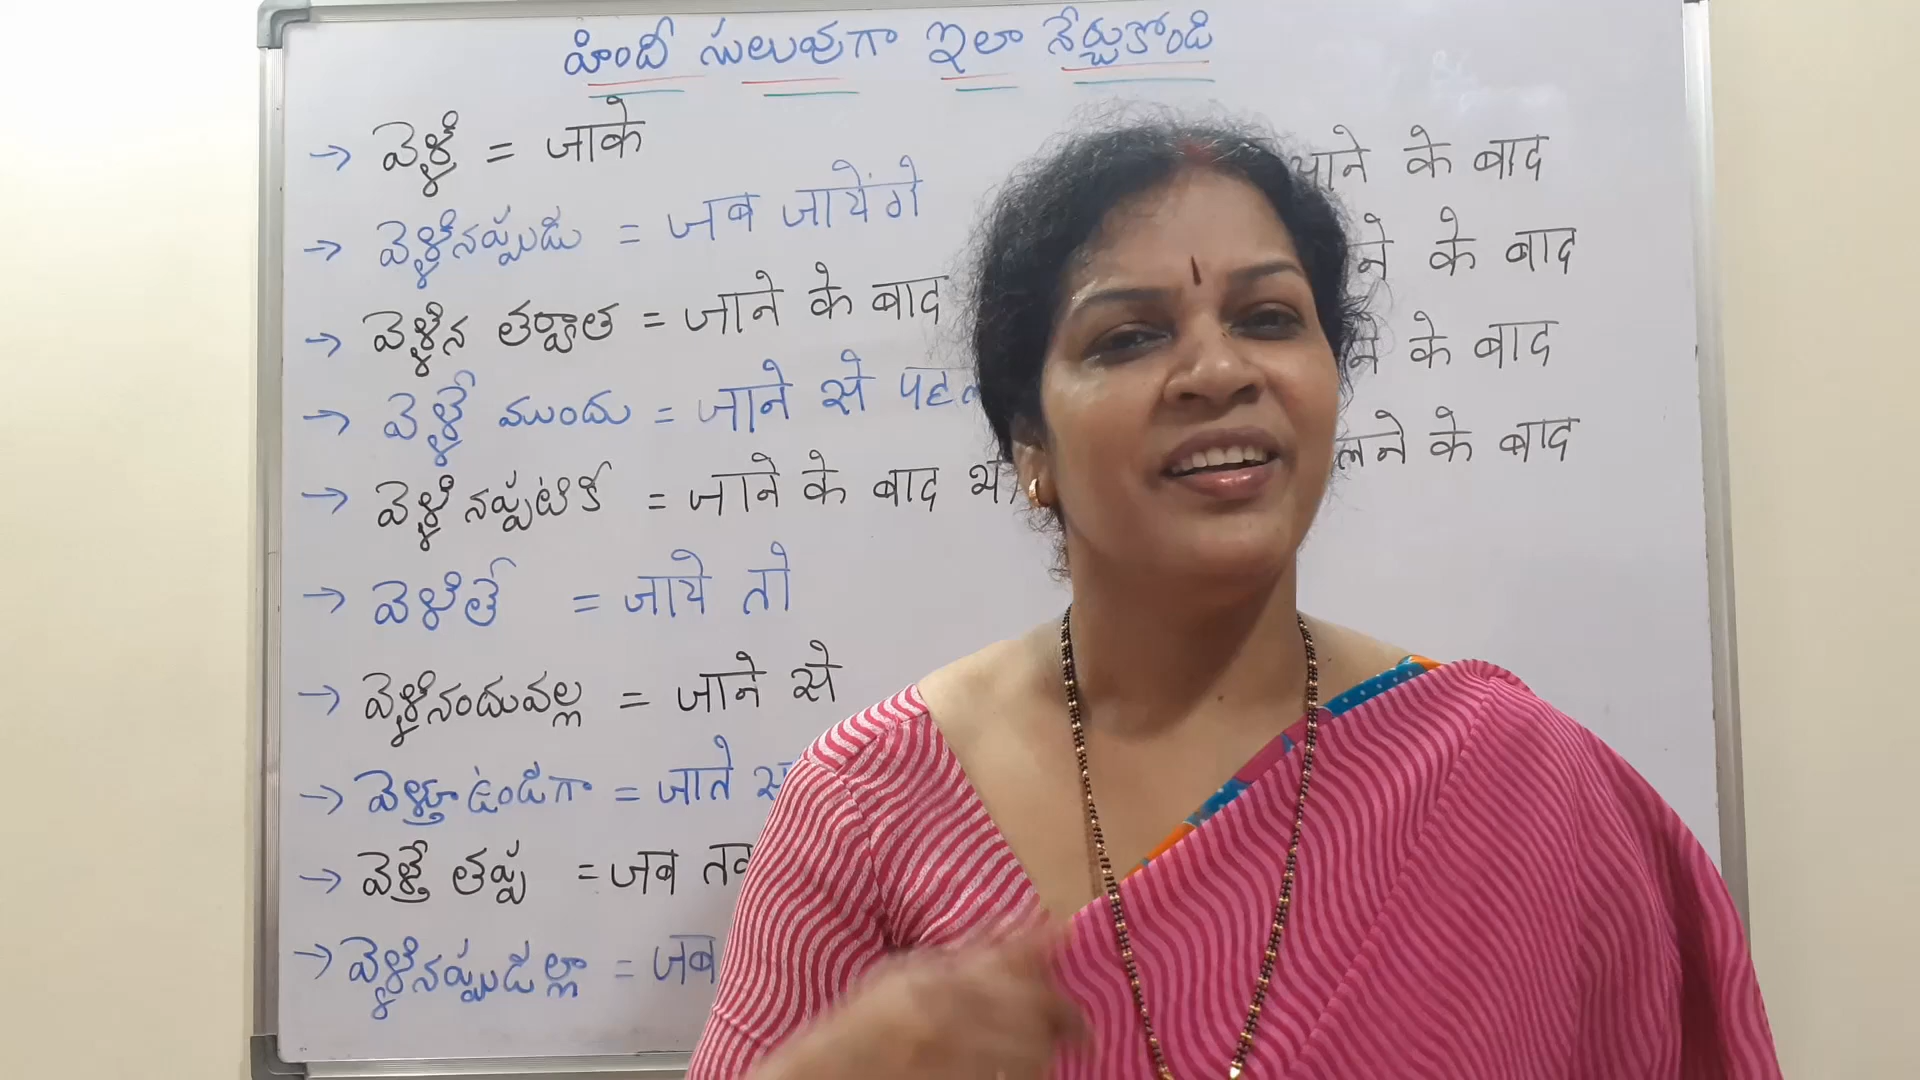 హిందీ సులువుగా ఇలా నేర్చుకోండి
→ వెళ్ళి = जाके
→ వెళ్ళినప్పుడు = जब जायेंगे
→ వెళ్ళిన తర్వాత = जाने के बाद
→ వెళ్ళే ముందు = जाने से
→ వెళ్ళినప్పటికీ = जाने के बाद
→ వెళితే = जाये तो
→ వెళ్ళినందువల్ల = जाने से
→ వెళ్తూ ఉండగా = जाते
→ వెళ్తే తప్ప = जब
→ వెళ్ళినప్పుడల్లా = जब
के बाद
के बाद
के बाद
के बाद